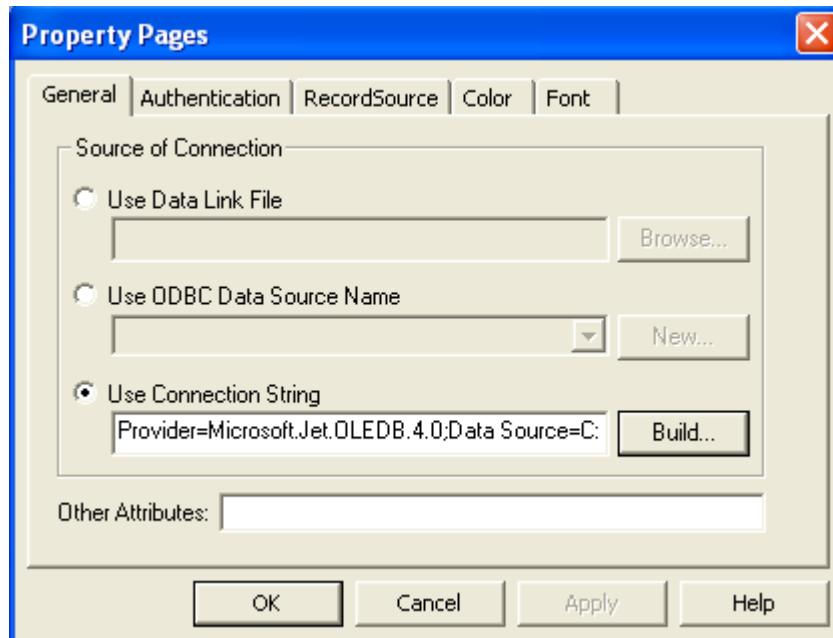 Property Pages
General Authentication RecordSource Color Font
Source of Connection
Use Data Link File
Browse...
Use ODBC Data Source Name
New...
Use Connection String
Provider=Microsoft.Jet.OLEDB.4.0;Data Source=C: Build...
Other Attributes:
OK Cancel Apply Help